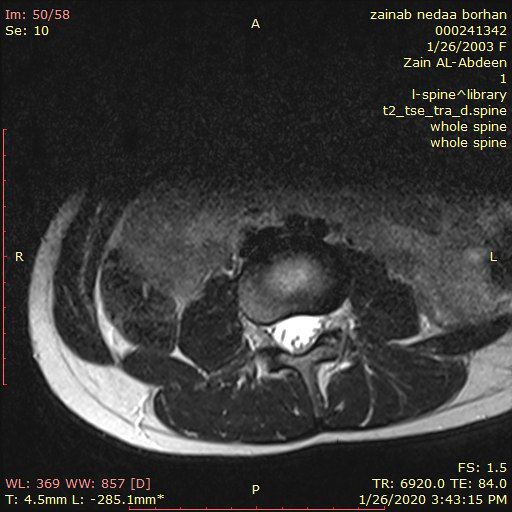 Im: 50/58
Se: 10
A
zainab nedaa borhan
000241342
1/26/2003 F
Zain AL-Abdeen
1
l-spine^library
t2_tse_tra_d.spine
whole spine
whole spine
R
L
WL: 369 WW: 857 [D]
T: 4.5mm L: -285.1mm*
P
FS: 1.5
TR: 6920.0 TE: 84.0
1/26/2020 3:43:15 PM